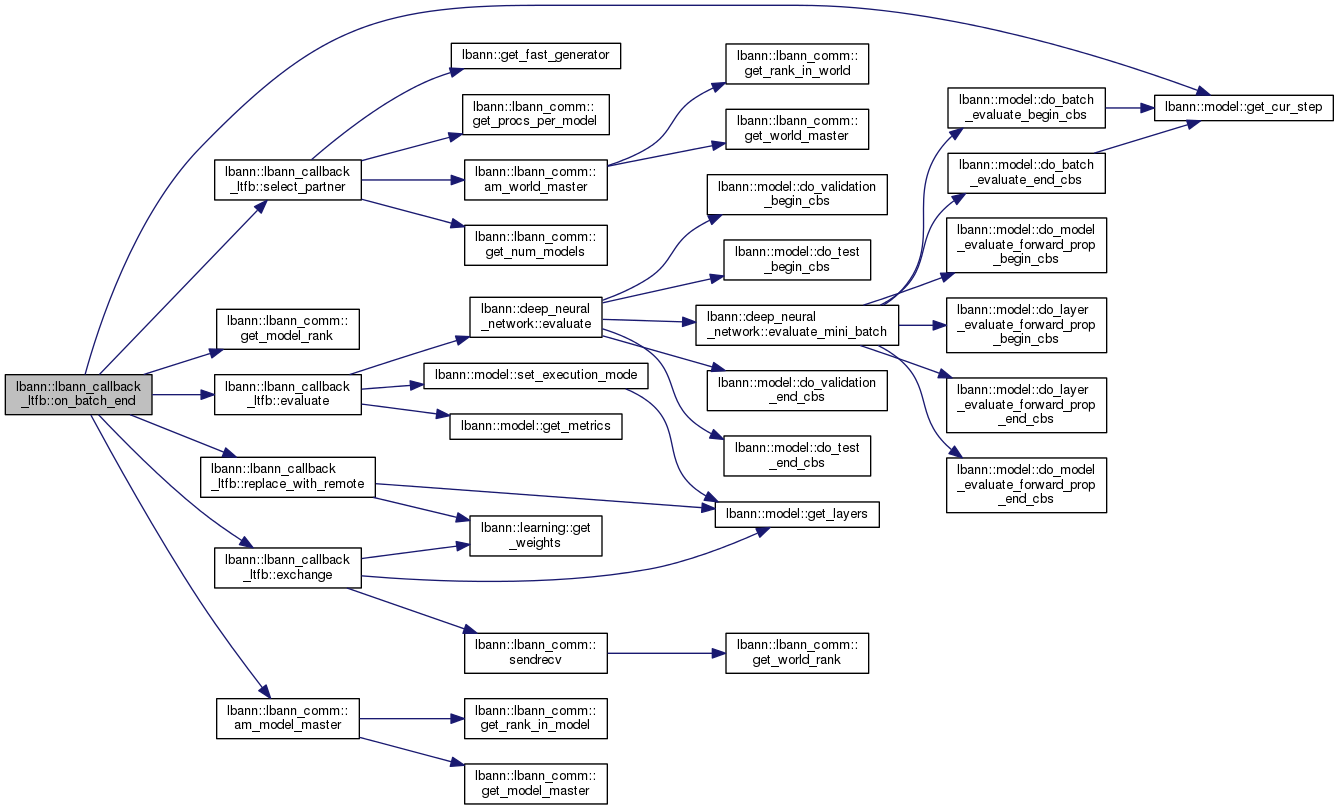 lbann::lbann_callback
_ltfb::on_batch_end
lbann::lbann_callback
_ltfb::select_partner
lbann::lbann_comm::
get_model_rank
lbann::lbann_callback
_ltfb::evaluate
lbann::lbann_callback
_ltfb::replace_with_remote
lbann::lbann_callback
_ltfb::exchange
lbann::lbann_comm::
am_model_master
lbann::get_fast_generator
lbann::lbann_comm::
get_procs_per_model
lbann::lbann_comm::
am_world_master
lbann::lbann_comm::
get_num_models
lbann::deep_neural
_network::evaluate
lbann::model::set_execution_mode
lbann::model::get_metrics
lbann::learning::get
_weights
lbann::lbann_comm::
sendrecv
lbann::lbann_comm::
get_rank_in_model
lbann::lbann_comm::
get_model_master
lbann::lbann_comm::
get_rank_in_world
lbann::lbann_comm::
get_world_master
lbann::model::do_validation
_begin_cbs
lbann::model::do_test
_begin_cbs
lbann::deep_neural
_network::evaluate_mini_batch
lbann::model::do_validation
_end_cbs
lbann::model::do_test
_end_cbs
lbann::model::get_layers
lbann::lbann_comm::
get_world_rank
lbann::model::do_batch
_evaluate_begin_cbs
lbann::model::do_batch
_evaluate_end_cbs
lbann::model::do_model
_evaluate_forward_prop
_begin_cbs
lbann::model::do_layer
_evaluate_forward_prop
_begin_cbs
lbann::model::do_layer
_evaluate_forward_prop
_end_cbs
lbann::model::do_model
_evaluate_forward_prop
_end_cbs
lbann::model::get_cur_step